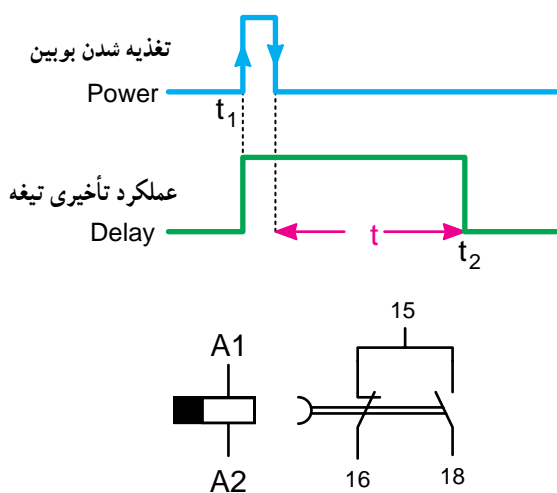 تغذیه شدن بوبین
Power
t1
عملکرد تأخیری تیغه
Delay
t
t2
15
A1
A2
16
18